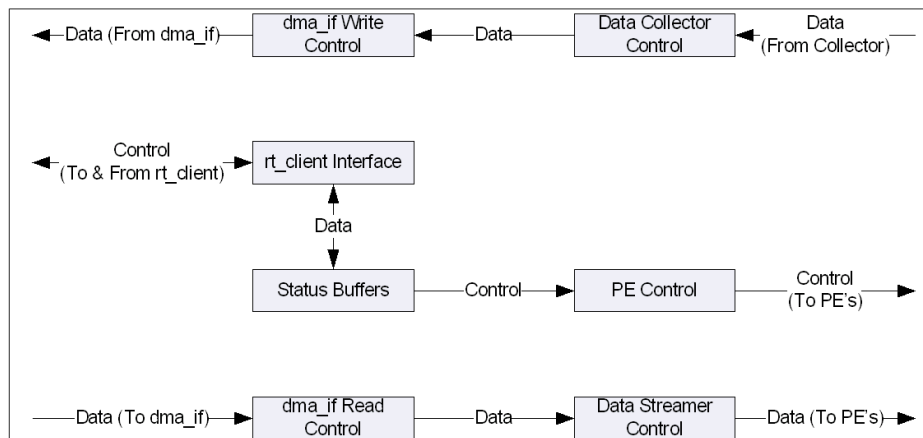 Data (From dma_if)
dma_if Write
Control
Data
Data Collector
Control
Data
(From Collector)
Control
(To & From rt_client)
rt_client Interface
Data
Status Buffers
Control
PE Control
Control
(To PE's)
Data (To dma_if)
dma_if Read
Control
Data
Data Streamer
Control
Data (To PE's)